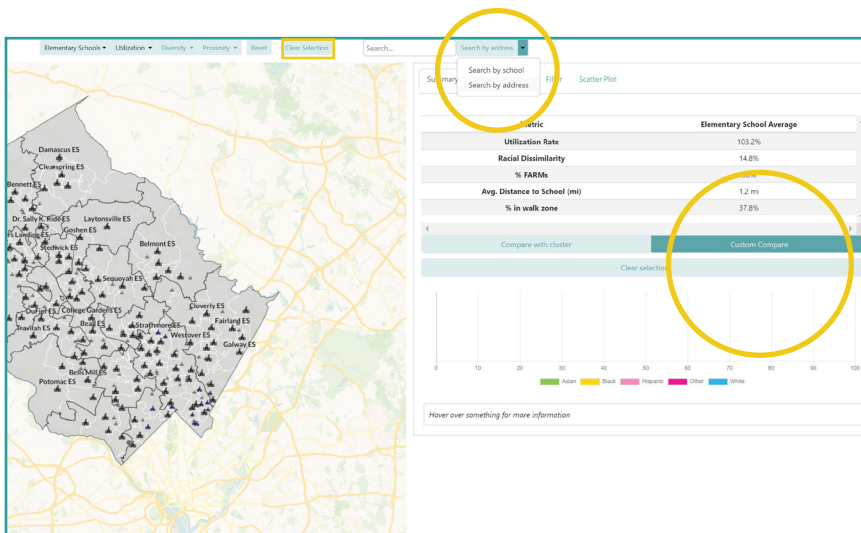 Elementary Schools
Utilization
Diversity
Proximity
Reset
Clear Selection
Search...
Search by address
Search by school
Search by address
Summary
Filter
Scatter Plot
Metric
Elementary School Average
Utilization Rate
103.2%
Racial Dissimilarity
14.8%
% FARMs
Avg. Distance to School (mi)
1.2 mi
% in walk zone
37.8%
Compare with cluster
Custom Compare
Clear selection
0 10 20 30 40 50 60 70 80 90 100
Asian Black Hispanic Other White
Hover over something for more information
Damascus ES
Clearspring ES
Bennett ES
Dr. Sally K. Ride ES
Laytonsville ES
Goshen ES
Landing ES
Stedwick ES
Belmont ES
Sequoyah ES
DuFief ES
College Gardens ES
Cloverly ES
Travilah ES
Beall ES
Strathmore ES
Fairland ES
Westover ES
Galway ES
Bells Mill ES
Potomac ES